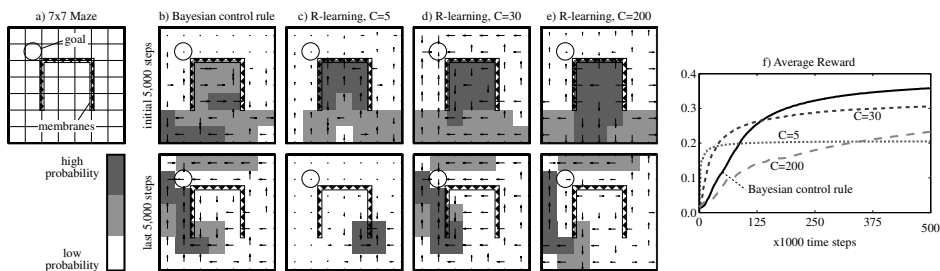 a) 7x7 Maze
goal
membranes
high
probability
low
probability
b) Bayesian control rule
c) R-learning, C=5
d) R-learning, C=30
e) R-learning, C=200
initial 5,000 steps
last 5,000 steps
f) Average Reward
0.4
0.3
0.2
0.1
0.0
C=30
C=5
C=200
Bayesian control rule
0
125
250
375
500
x1000 time steps